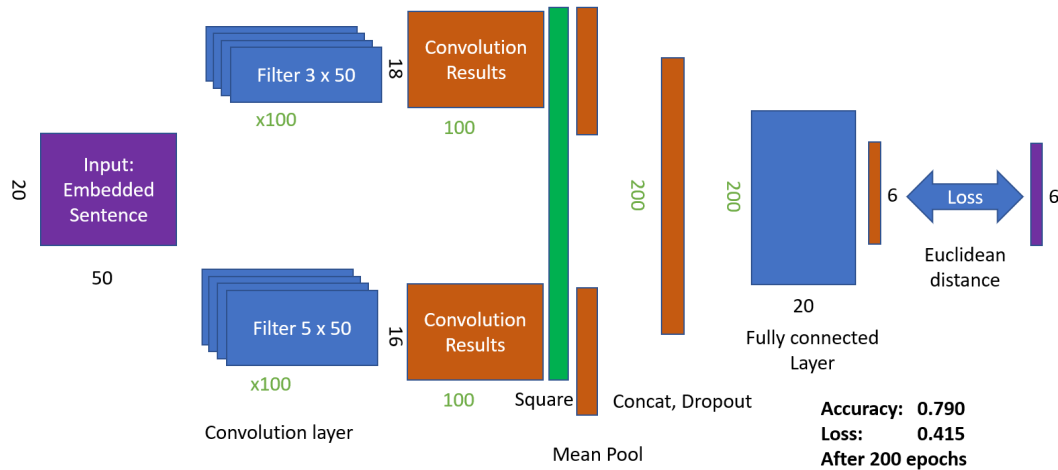 Input:
Embedded
Sentence
20
50
Filter 3 x 50
x100
18
Convolution
Results
100
Filter 5 x 50
x100
16
Convolution
Results
100
Convolution layer
Square
Mean Pool
200
Concat, Dropout
200
20
Fully connected
Layer
6
Loss
Euclidean
distance
6
Accuracy: 0.790
Loss: 0.415
After 200 epochs